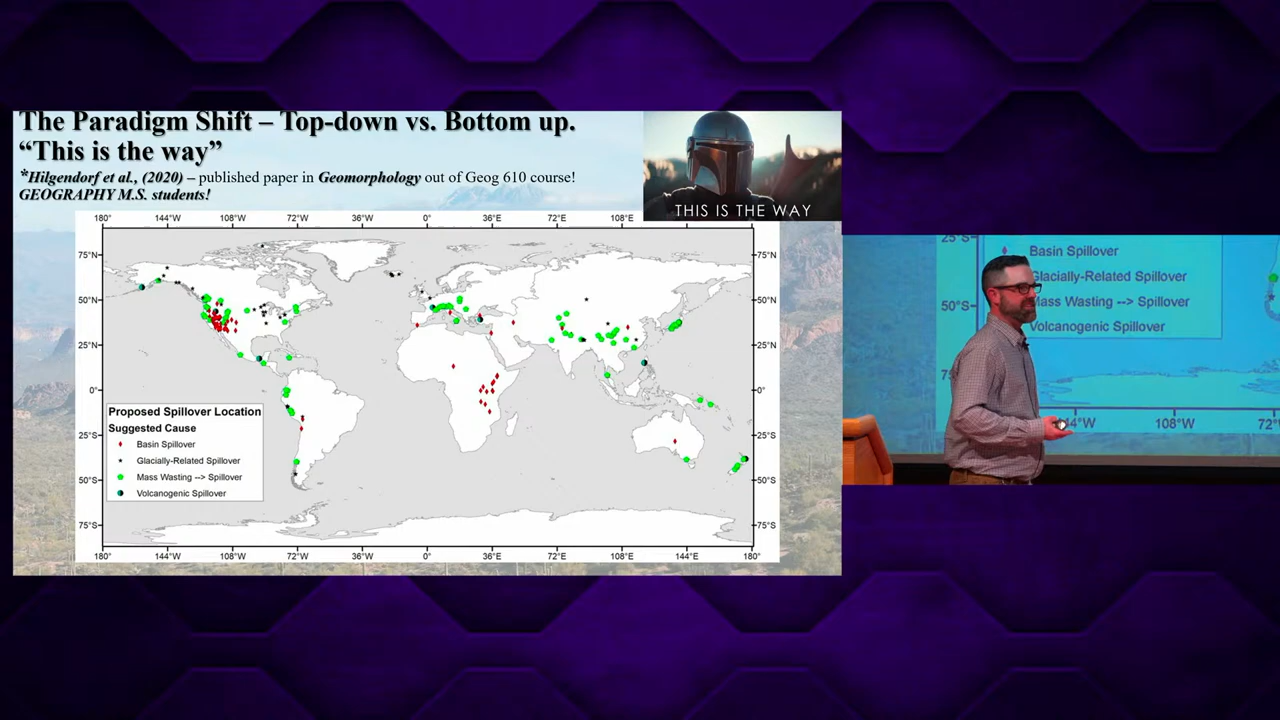 The Paradigm Shift – Top-down vs. Bottom up.
“This is the way”
*Hilgendorf et al., (2020) – published paper in Geomorphology out of Geog 610 course!
GEOGRAPHY M.S. students!
THIS IS THE WAY
180° 144°W 108°W 72°W 36°W 0° 36°E 72°E 108°E
75°N 75°N
50°N 50°N
25°N 25°N
0° 0°
25°S 25°S
50°S 50°S
75°S 75°S
180° 144°W 108°W 72°W 36°W 0° 36°E 72°E 108°E 144°E 180°
Proposed Spillover Location
Suggested Cause
Basin Spillover
Glacially-Related Spillover
Mass Wasting --> Spillover
Volcanogenic Spillover
25°S
50°S
Basin Spillover
Glacially-Related Spillover
Mass Wasting --> Spillover
Volcanogenic Spillover
108°W